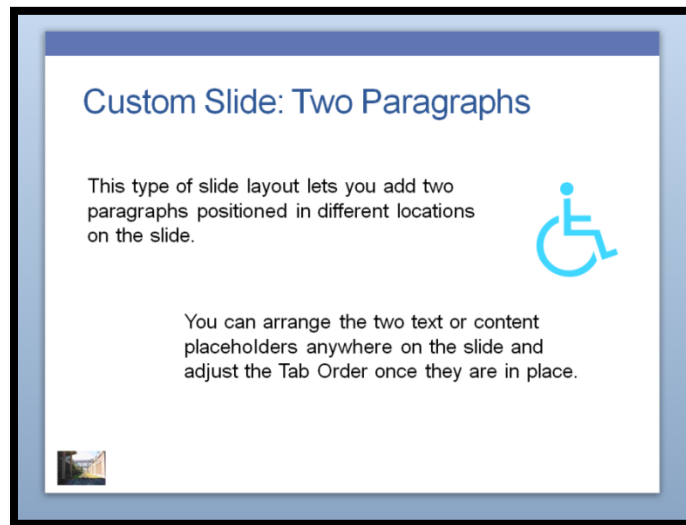 Custom Slide: Two Paragraphs
This type of slide layout lets you add two
paragraphs positioned in different locations
on the slide.
You can arrange the two text or content
placeholders anywhere on the slide and
adjust the Tab Order once they are in place.